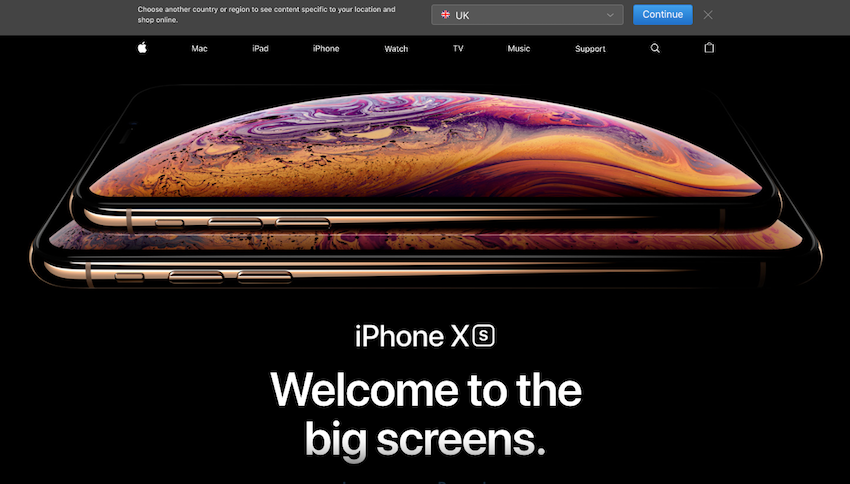 Choose another country or region to see content specific to your location and
shop online.
UK
Continue
Mac
iPad
iPhone
Watch
TV
Music
Support
iPhone XS
Welcome to the
big screens.